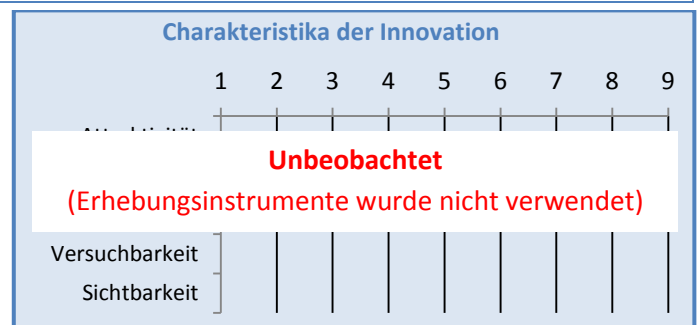 Charakteristika der Innovation
1 2 3 4 5 6 7 8 9
Unbeobachtet
(Erhebungsinstrumente wurde nicht verwendet)
Versuchbarkeit
Sichtbarkeit